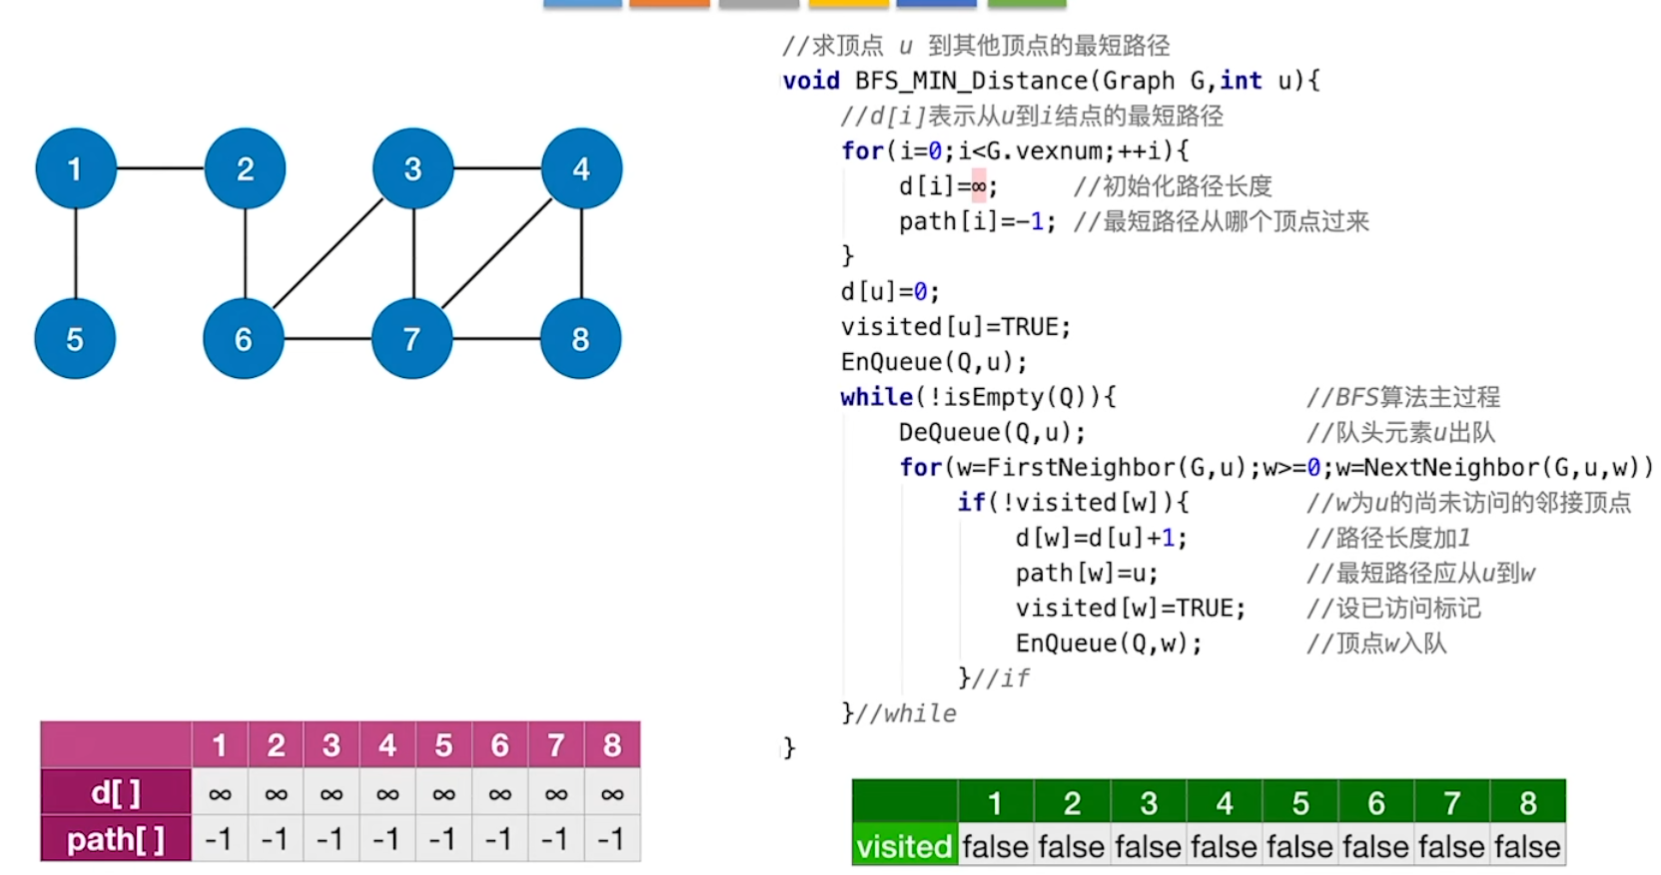 1 2 3 4
5 6 7 8
//求顶点 u 到其他顶点的最短路径
void BFS_MIN_Distance(Graph G,int u){
//d[i]表示从u到i结点的最短路径
for(i=0;i<G.vexnum;++i){
d[i]=∞; //初始化路径长度
path[i]=-1; //最短路径从哪个顶点过来
}
d[u]=0;
visited[u]=TRUE;
EnQueue(Q,u);
while(!isEmpty(Q)){ //BFS算法主过程
DeQueue(Q,u); //队头元素u出队
for(w=FirstNeighbor(G,u);w>=0;w=NextNeighbor(G,u,w))
if(!visited[w]){ //w为u的尚未访问的邻接顶点
d[w]=d[u]+1; //路径长度加1
path[w]=u; //最短路径应从u到w
visited[w]=TRUE; //设已访问标记
EnQueue(Q,w); //顶点w入队
}//if
}//while
}
1 2 3 4 5 6 7 8
d[ ] ∞ ∞ ∞ ∞ ∞ ∞ ∞ ∞
path[ ] -1 -1 -1 -1 -1 -1 -1 -1
1 2 3 4 5 6 7 8
visited false false false false false false false false